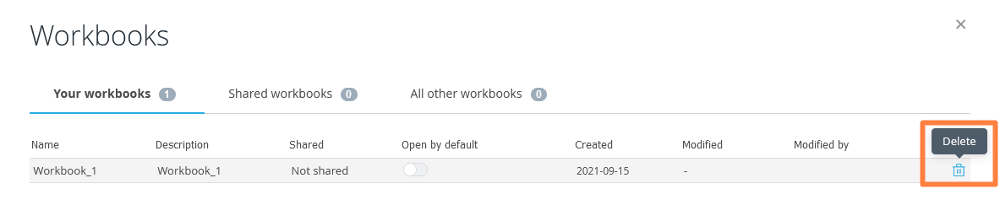 Workbooks
Your workbooks 1 Shared workbooks 0 All other workbooks 0
Name Description Shared Open by default Created Modified Modified by Delete
Workbook_1 Workbook_1 Not shared 2021-09-15 -